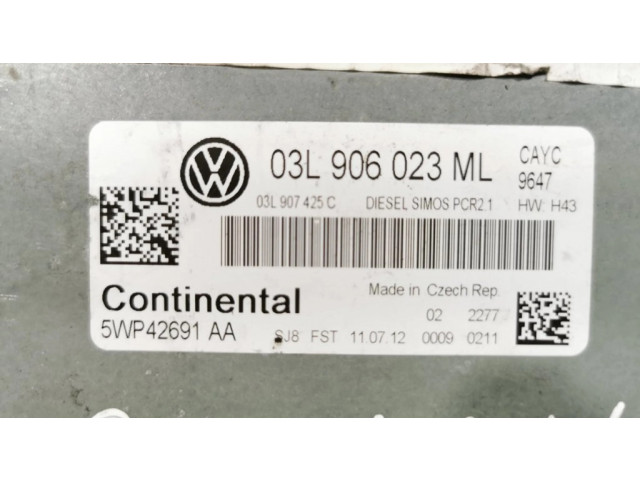 03L 906 023 ML CAYC
9647
03L 907 425 C DIESEL SIMOS PCR2.1 HW: H43
Continental Made in Czech Rep.
02 2277
5WP42691 AA SJ8 FST 11.07.12 0009 0211